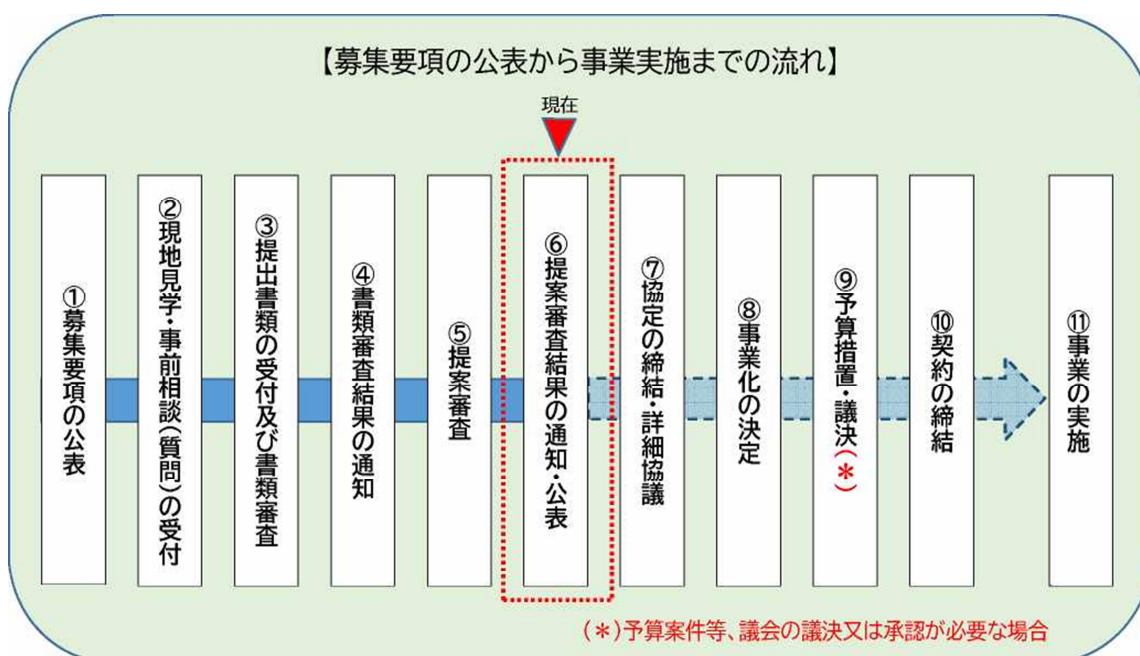 【募集要項の公表から事業実施までの流れ】
現在
①募集要項の公表
②現地見学・事前相談(質問)の受付
③提出書類の受付及び書類審査
④書類審査結果の通知
⑤提案審査
⑥提案審査結果の通知・公表
⑦協定の締結・詳細協議
⑧事業化の決定
⑨予算措置・議決(*)
⑩契約の締結
⑪事業の実施
(*)予算案件等、議会の議決又は承認が必要な場合